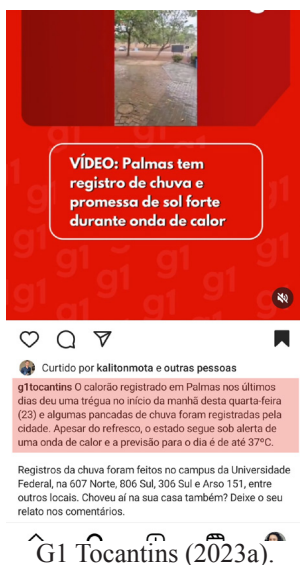 VÍDEO: Palmas tem
registro de chuva e
promessa de sol forte
durante onda de calor
Curtido por kalitonmota e outras pessoas
g1tocantins O calorão registrado em Palmas nos últimos
dias deu uma trégua no início da manhã desta quarta-feira
(23) e algumas pancadas de chuva foram registradas pela
cidade. Apesar do refresco, o estado segue sob alerta de
uma onda de calor e a previsão para o dia é de até 37ºC.
Registros da chuva foram feitos no campus da Universidade
Federal, na 607 Norte, 806 Sul, 306 Sul e Arso 151, entre
outros locais. Choveu aí na sua casa também? Deixe o seu
relato nos comentários.
G1 Tocantins (2023a).